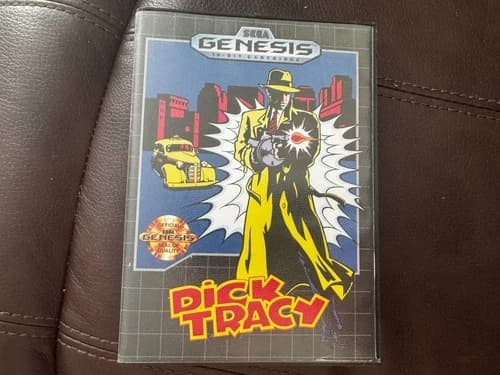 SEGA
GENESIS
16-BIT CARTRIDGE
OFFICIAL
SEGA
GENESIS
SEAL OF
QUALITY
DICK
TRACY